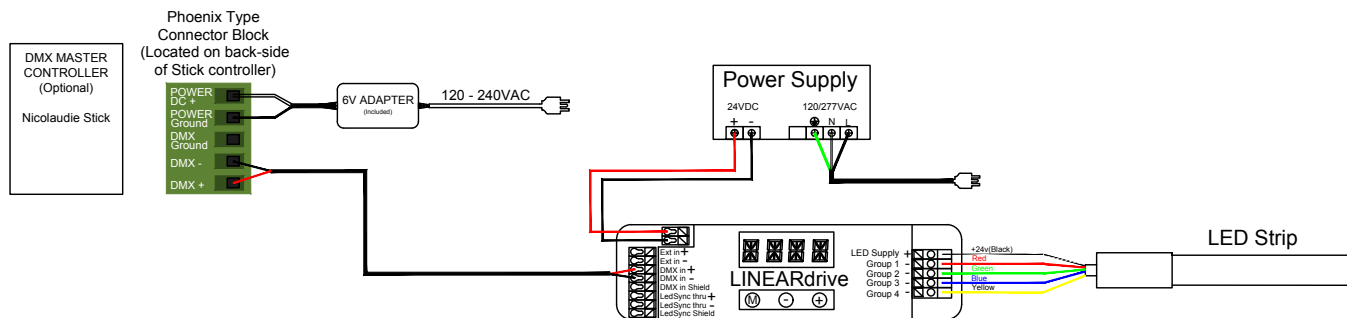 Phoenix Type
Connector Block
(Located on back-side
of Stick controller)
DMX MASTER
CONTROLLER
(Optional)
Nicolaudie Stick
POWER
DC +
POWER
Ground
DMX
Ground
DMX -
DMX +
6V ADAPTER
(Included)
120 - 240VAC
Power Supply
24VDC
120/277VAC
+ -
N L
Ext in +
Ext in -
DMX in +
DMX in -
DMX in Shield
LedSync thru +
LedSync thru -
LedSync Shield
LINEARdrive
M - +
LED Supply +
Group 1 -
Group 2 -
Group 3 -
Group 4 -
+24v(Black)
Red
Green
Blue
Yellow
LED Strip